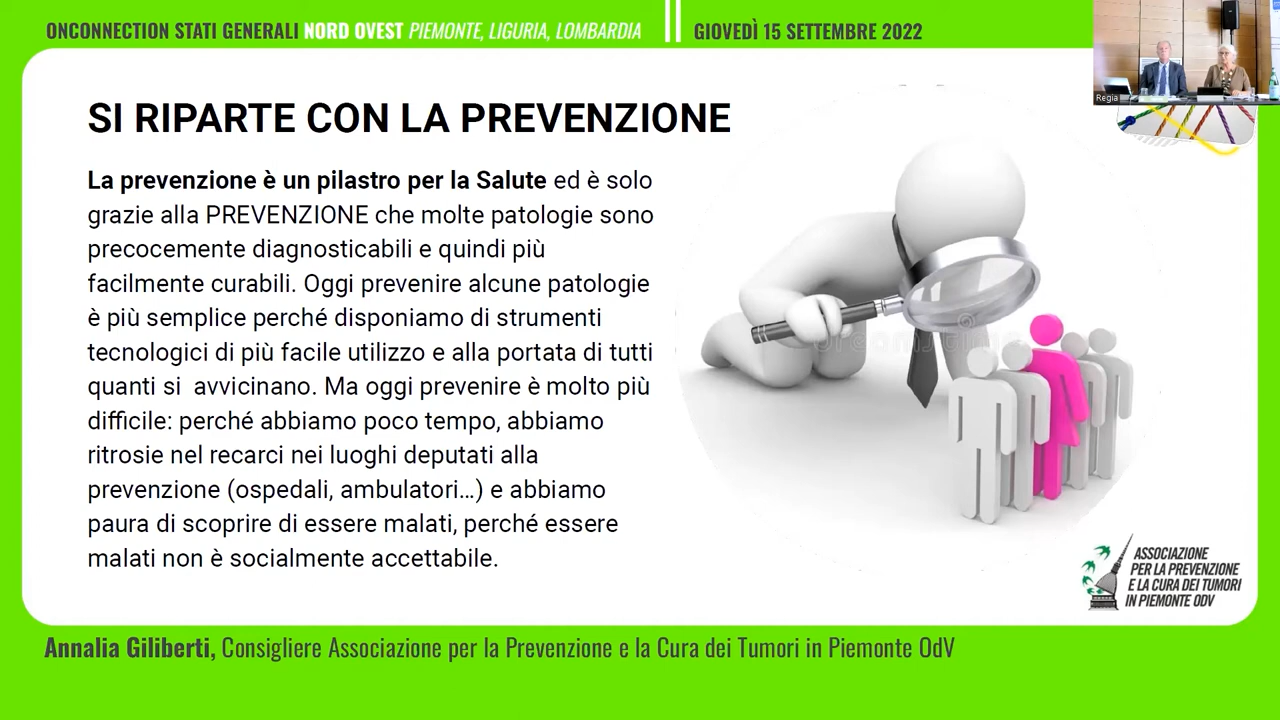 ONCONNECTION STATI GENERALI NORD OVEST PIEMONTE, LIGURIA, LOMBARDIA
GIOVEDÌ 15 SETTEMBRE 2022
Regia
SI RIPARTE CON LA PREVENZIONE
La prevenzione è un pilastro per la Salute ed è solo
grazie alla PREVENZIONE che molte patologie sono
precocemente diagnosticabili e quindi più
facilmente curabili. Oggi prevenire alcune patologie
è più semplice perché disponiamo di strumenti
tecnologici di più facile utilizzo e alla portata di tutti
quanti si  avvicinano. Ma oggi prevenire è molto più
difficile: perché abbiamo poco tempo, abbiamo
ritrosie nel recarci nei luoghi deputati alla
prevenzione (ospedali, ambulatori…) e abbiamo
paura di scoprire di essere malati, perché essere
malati non è socialmente accettabile.
dreamstime
ASSOCIAZIONE
PER LA PREVENZIONE
E LA CURA DEI TUMORI
IN PIEMONTE ODV
Annalia Giliberti, Consigliere Associazione per la Prevenzione e la Cura dei Tumori in Piemonte OdV